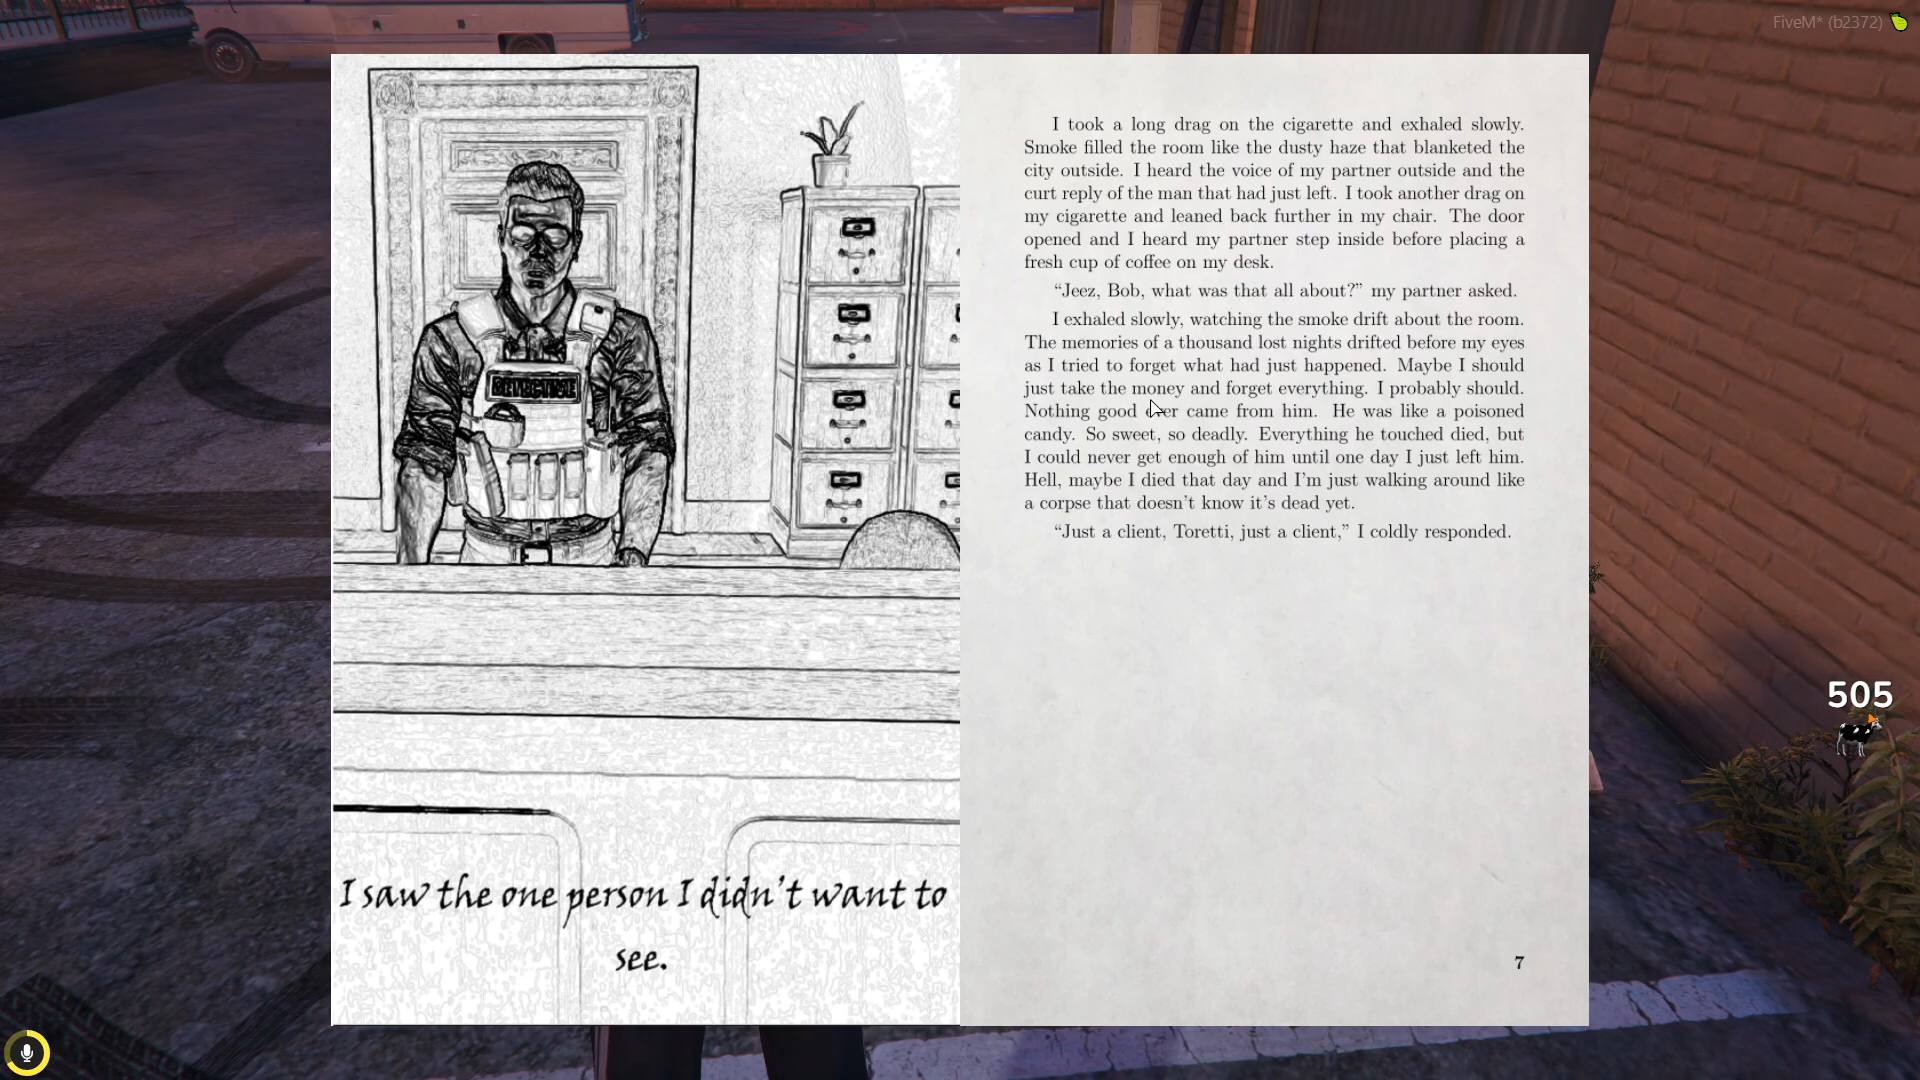 FiveM* (b2372)
DETECTIVE
I saw the one person I didn't want to
see.
I took a long drag on the cigarette and exhaled slowly.
Smoke filled the room like the dusty haze that blanketed the
city outside. I heard the voice of my partner outside and the
curt reply of the man that had just left. I took another drag on
my cigarette and leaned back further in my chair. The door
opened and I heard my partner step inside before placing a
fresh cup of coffee on my desk.
“Jeez, Bob, what was that all about?” my partner asked.
I exhaled slowly, watching the smoke drift about the room.
The memories of a thousand lost nights drifted before my eyes
as I tried to forget what had just happened. Maybe I should
just take the money and forget everything. I probably should.
Nothing good ever came from him. He was like a poisoned
candy. So sweet, so deadly. Everything he touched died, but
I could never get enough of him until one day I just left him.
Hell, maybe I died that day and I'm just walking around like
a corpse that doesn't know it's dead yet.
“Just a client, Toretti, just a client,” I coldly responded.
7
505